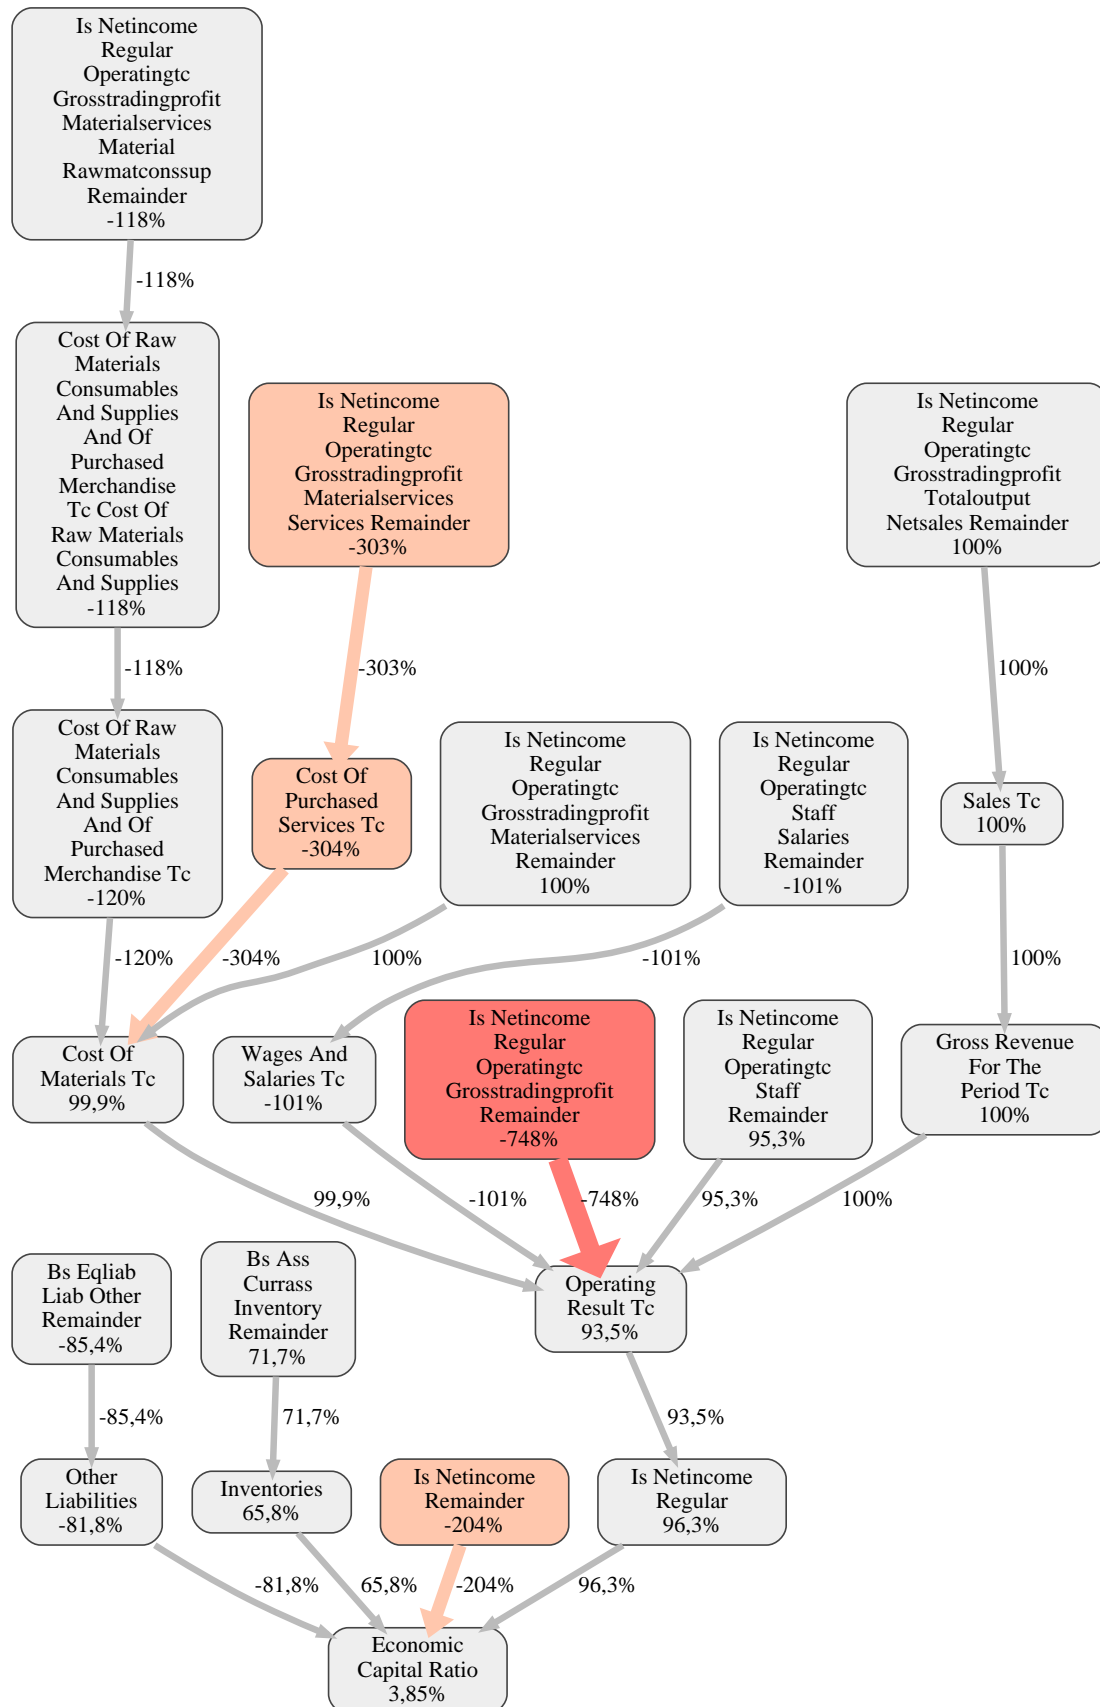 Is Netincome
Regular
Operatingtc
Grosstradingprofit
Materialservices
Material
Rawmatconssup
Remainder
-118%
-118%
Cost Of Raw
Materials
Consumables
And Supplies
And Of
Purchased
Merchandise
Tc Cost Of
Raw Materials
Consumables
And Supplies
-118%
Is Netincome
Regular
Operatingtc
Grosstradingprofit
Materialservices
Services Remainder
-303%
Is Netincome
Regular
Operatingtc
Grosstradingprofit
Totaloutput
Netsales Remainder
100%
-118%
-303%
100%
Cost Of Raw
Materials
Consumables
And Supplies
And Of
Purchased
Merchandise Tc
-120%
Cost Of
Purchased
Services Tc
-304%
Is Netincome
Regular
Operatingtc
Grosstradingprofit
Materialservices
Remainder
100%
Is Netincome
Regular
Operatingtc
Staff
Salaries
Remainder
-101%
Sales Tc
100%
-120%
-304%
100%
-101%
100%
Cost Of
Materials Tc
99,9%
Wages And
Salaries Tc
-101%
Is Netincome
Regular
Operatingtc
Grosstradingprofit
Remainder
-748%
Is Netincome
Regular
Operatingtc
Staff
Remainder
95,3%
Gross Revenue
For The
Period Tc
100%
99,9%
-101%
-748%
95,3%
100%
Bs Eqliab
Liab Other
Remainder
-85,4%
Bs Ass
Currass
Inventory
Remainder
71,7%
Operating
Result Tc
93,5%
-85,4%
71,7%
93,5%
Other
Liabilities
-81,8%
Inventories
65,8%
Is Netincome
Remainder
-204%
Is Netincome
Regular
96,3%
-81,8%
65,8%
-204%
96,3%
Economic
Capital Ratio
3,85%